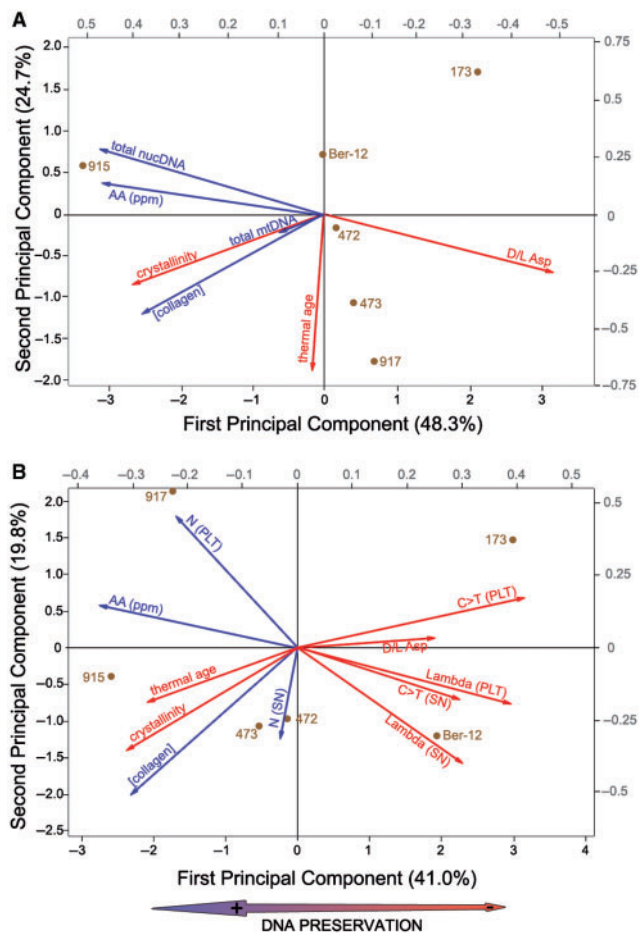 A
0.5 0.4 0.3 0.2 0.1 0 -0.1 -0.2 -0.3 -0.4 -0.5
2.0 0.75
173
1.5
0.50
1.0
total nucDNA
Ber-12
915
0.25
0.5
AA (ppm)
0 0
total mtDNA
472
crystallinity
D/L Asp
−0.5
-0.25
[collagen]
−1.0
473
thermal age
-0.50
−1.5
917
−2.0 -0.75
−3 −2 −1 0 1 2 3
Second Principal Component (24.7%)
First Principal Component (48.3%)
B
−0.4 −0.3 −0.2 −0.1 0 0.1 0.2 0.3 0.4 0.5
917
2.0 0.5
N (PLT)
173
1.5
1.0
0.25
AA (ppm)
C>T (PLT)
0.5
D/L Asp
0 0
915
thermal age
Lambda (PLT)
−0.5
C>T (SN)
crystallinity
N (SN)
−1.0
473
472
-0.25
Ber-12
[collagen]
Lambda (SN)
−1.5
−2.0 −0.5
−2.5
−3 −2 −1 0 1 2 3 4
Second Principal Component (19.8%)
First Principal Component (41.0%)
+ -
DNA PRESERVATION